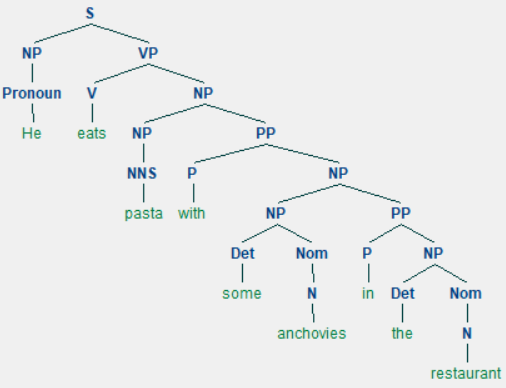 S
NP VP
Pronoun V NP
He eats NP PP
NNS P NP
pasta with NP PP
Det Nom P NP
some N in Det Nom
anchovies the N
restaurant